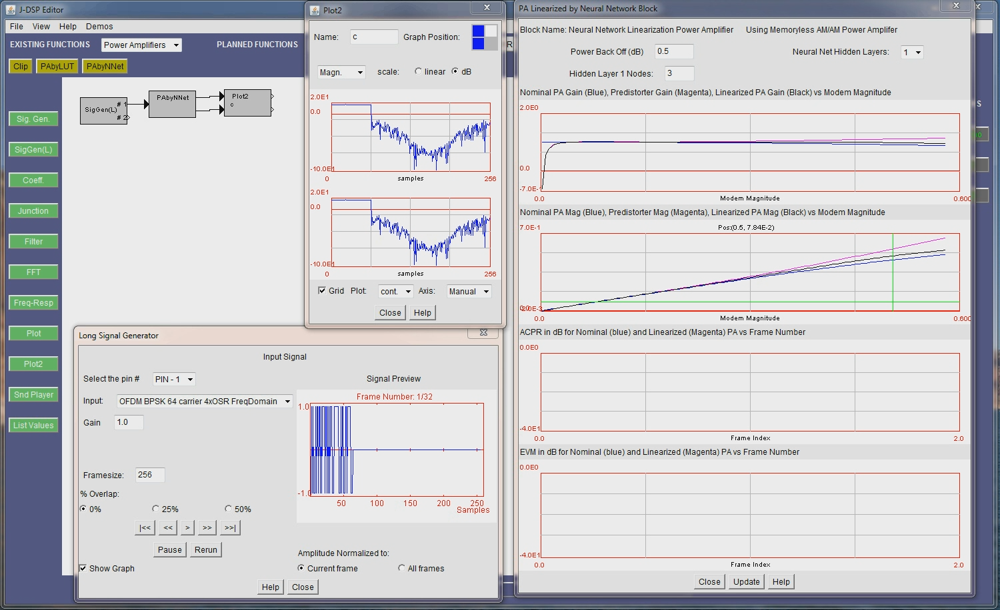 J-DSP Editor
File View Help Demos
EXISTING FUNCTIONS Power Amplifiers PLANNED FUNCTIONS
Clip PAbyLUT PAbyNNet
Sig. Gen.
SigGen(L)
Coeff.
Junction
Filter
FFT
Freq-Resp
Plot
Plot2
Snd Player
List Values
SigGen(L) # 1
# 2
PAbyNNet
Plot2
c
Plot2
Name: c Graph Position:
Magn. scale: linear dB
2.0E1
0.0
-10.0E1
0 samples 256
2.0E1
0.0
-10.0E1
0 samples 256
Grid Plot: cont. Axis: Manual
Close Help
Long Signal Generator
Input Signal
Select the pin # PIN - 1
Input: OFDM BPSK 64 carrier 4xOSR FreqDomain
Gain 1.0
Framesize: 256
% Overlap:
0% 25% 50%
|<< << > >> >>|
Pause Rerun
Show Graph
Signal Preview
Frame Number: 1/32
1.0
-1.0
50 100 150 200 250
Samples
Amplitude Normalized to:
Current frame All frames
Help Close
PA Linearized by Neural Network Block
Block Name: Neural Network Linearization Power Amplifier Using Memoryless AM/AM Power Amplifer
Power Back Off (dB) 0.5 Neural Net Hidden Layers: 1
Hidden Layer 1 Nodes: 3
Nominal PA Gain (Blue), Predistorter Gain (Magenta), Linearized PA Gain (Black) vs Modem Magnitude
2.0E0
0.0
-7.0E-1
0.0 Modem Magnitude 0.600
Nominal PA Mag (Blue), Predistorter Mag (Magenta), Linearized PA Mag (Black) vs Modem Magnitude
7.0E-1 Pos:(0.5, 7.84E-2)
0.0 Modem Magnitude 0.600
ACPR in dB for Nominal (blue) and Linearized (Magenta) PA vs Frame Number
0.0E0
-4.0E1
0.0 Frame Index 2.0
EVM in dB for Nominal (blue) and Linearized (Magenta) PA vs Frame Number
0.0E0
-4.0E1
0.0 Frame Index 2.0
Close Update Help